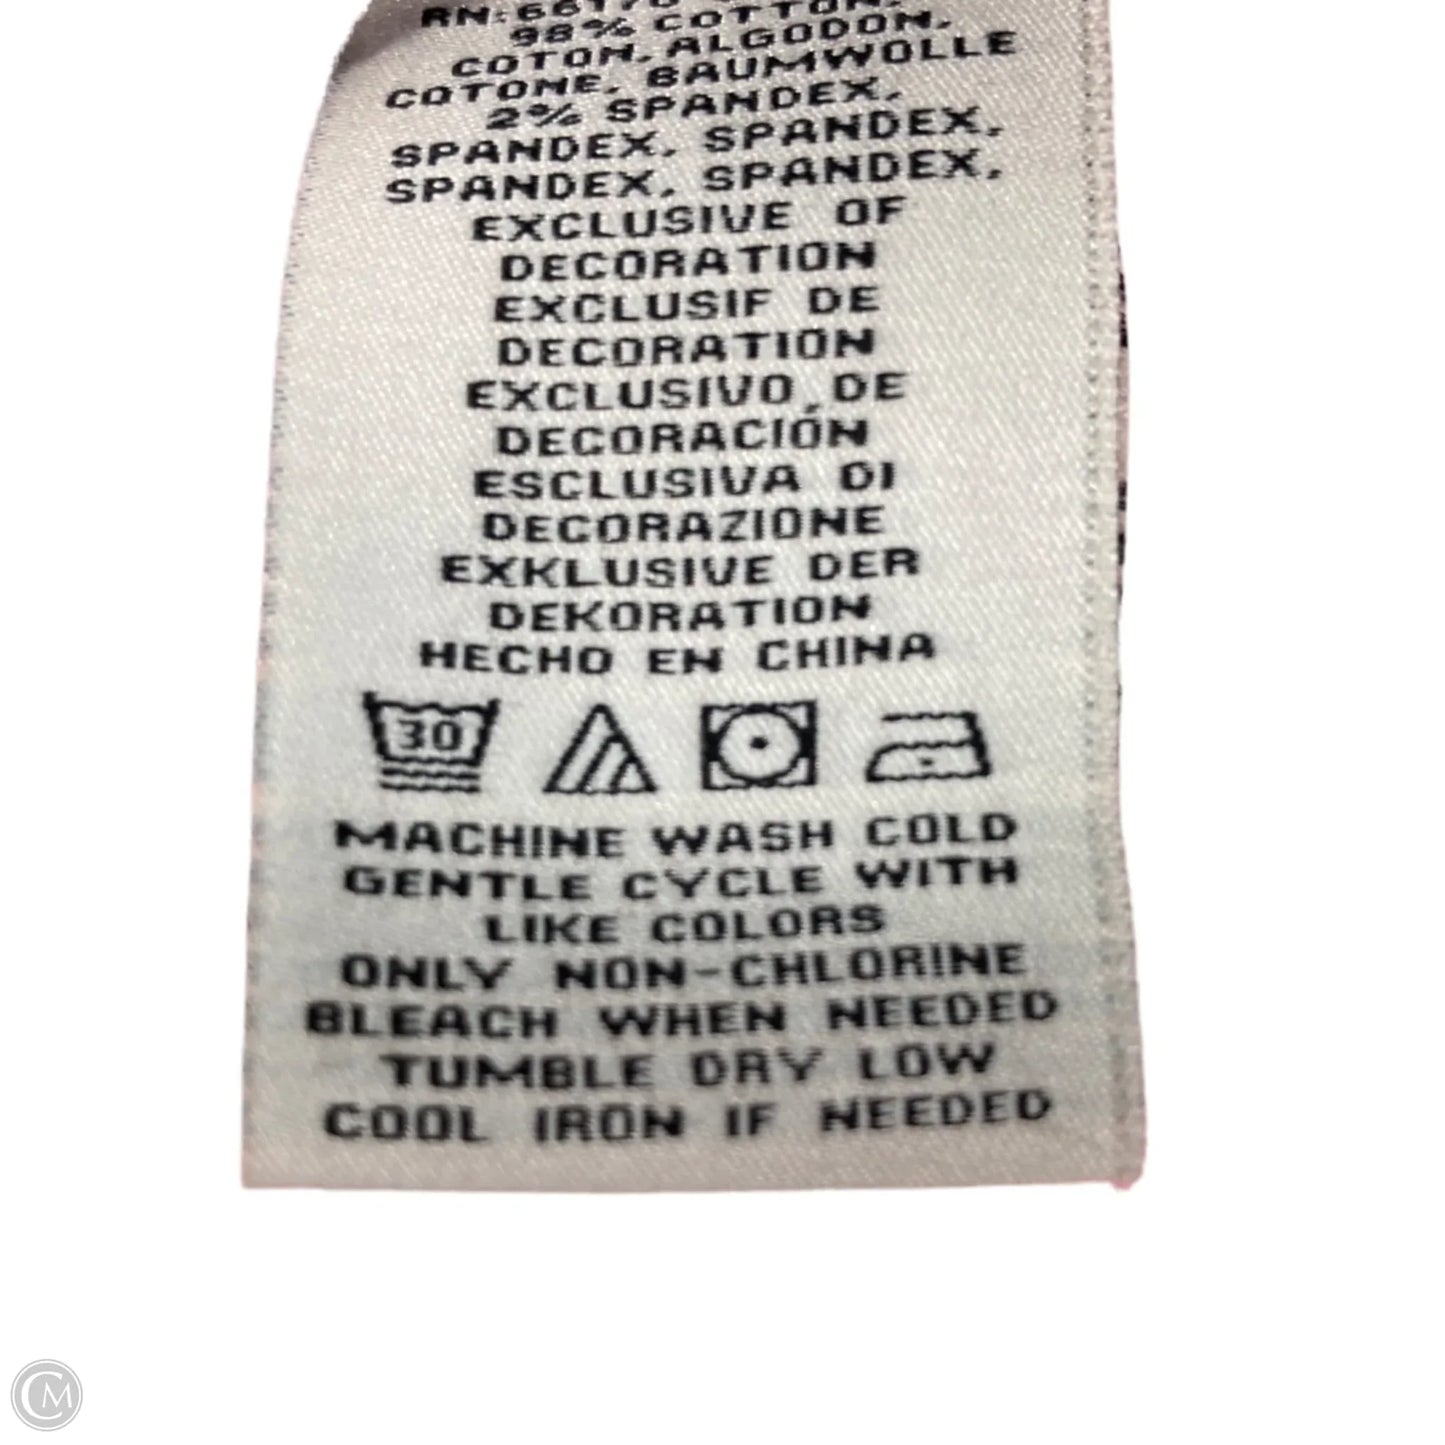 98% COTTON,
COTON, ALGODON,
COTONE, BAUMWOLLE
2% SPANDEX,
SPANDEX, SPANDEX,
SPANDEX, SPANDEX,
EXCLUSIVE OF
DECORATION
EXCLUSIF DE
DECORATION
EXCLUSIVO DE
DECORACIÓN
ESCLUSIVA DI
DECORAZIONE
EXKLUSIVE DER
DEKORATION
HECHO EN CHINA
30
MACHINE WASH COLD
GENTLE CYCLE WITH
LIKE COLORS
ONLY NON-CHLORINE
BLEACH WHEN NEEDED
TUMBLE DRY LOW
COOL IRON IF NEEDED
CM